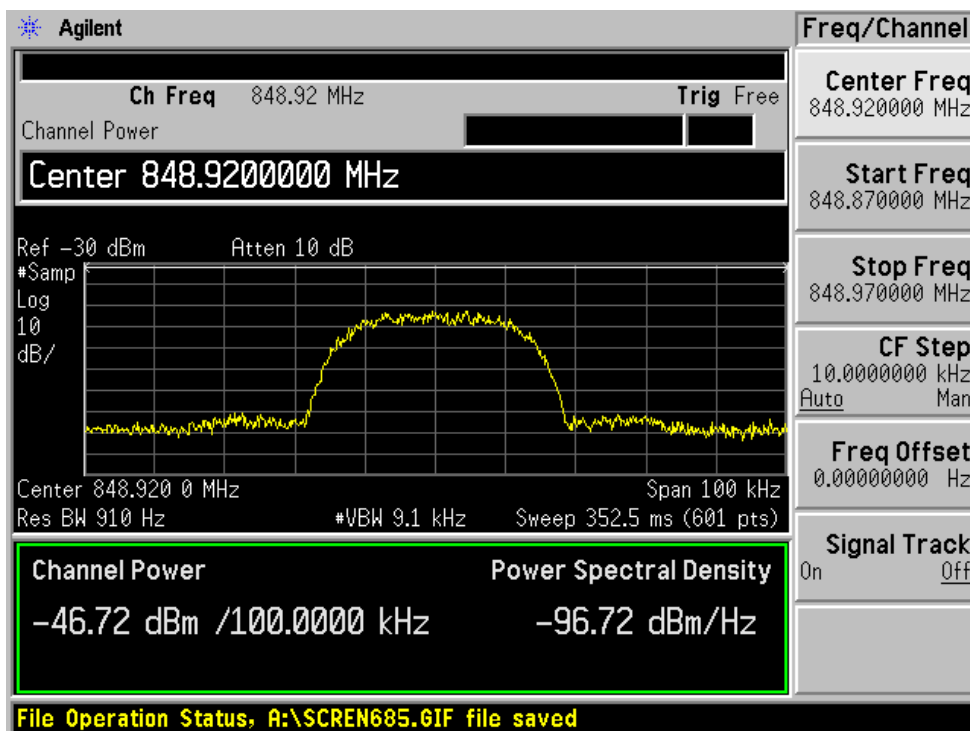 Agilent
Freq/Channel
Ch Freq 848.92 MHz Trig Free
Channel Power
Center 848.9200000 MHz
Ref -30 dBm Atten 10 dB
#Samp
Log
10
dB/
Center 848.920 0 MHz Span 100 kHz
Res BW 910 Hz #VBW 9.1 kHz Sweep 352.5 ms (601 pts)
Channel Power Power Spectral Density
-46.72 dBm /100.0000 kHz -96.72 dBm/Hz
File Operation Status, A:\SCREN685.GIF file saved
Center Freq
848.920000 MHz
Start Freq
848.870000 MHz
Stop Freq
848.970000 MHz
CF Step
10.0000000 kHz
Auto Man
Freq Offset
0.00000000 Hz
Signal Track
On Off